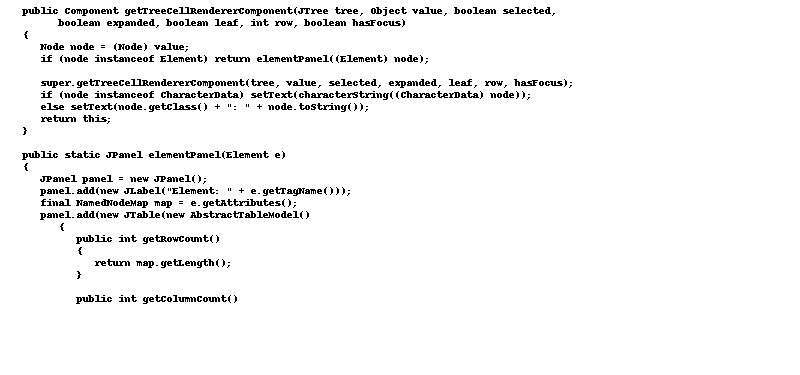 public Component getTreeCellRendererComponent(JTree tree, Object value, boolean selected,
boolean expanded, boolean leaf, int row, boolean hasFocus)
{
Node node = (Node) value;
if (node instanceof Element) return elementPanel((Element) node);
super.getTreeCellRendererComponent(tree, value, selected, expanded, leaf, row, hasFocus);
if (node instanceof CharacterData) setText(characterString((CharacterData) node));
else setText(node.getClass() + ": " + node.toString());
return this;
}
public static JPanel elementPanel(Element e)
{
JPanel panel = new JPanel();
panel.add(new JLabel("Element: " + e.getTagName()));
final NamedNodeMap map = e.getAttributes();
panel.add(new JTable(new AbstractTableModel()
{
public int getRowCount()
{
return map.getLength();
}
public int getColumnCount()